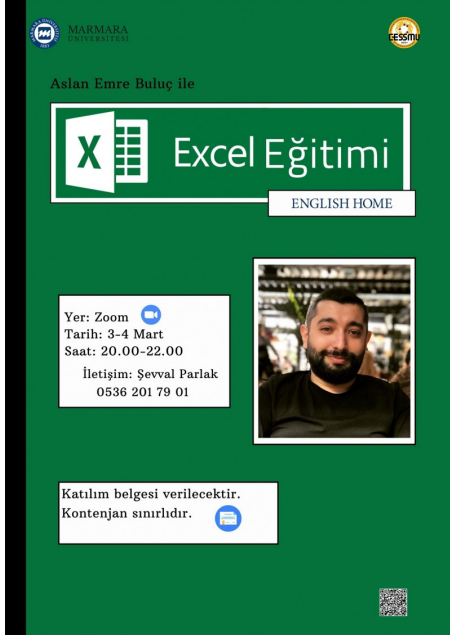 MARMARA
ÜNİVERSİTESİ
ÇESSMÜ
Aslan Emre Buluç ile
X
Excel Eğitimi
ENGLISH HOME
Yer: Zoom
Tarih: 3-4 Mart
Saat: 20.00-22.00
İletişim: Şevval Parlak
0536 201 79 01
Katılım belgesi verilecektir.
Kontenjan sınırlıdır.